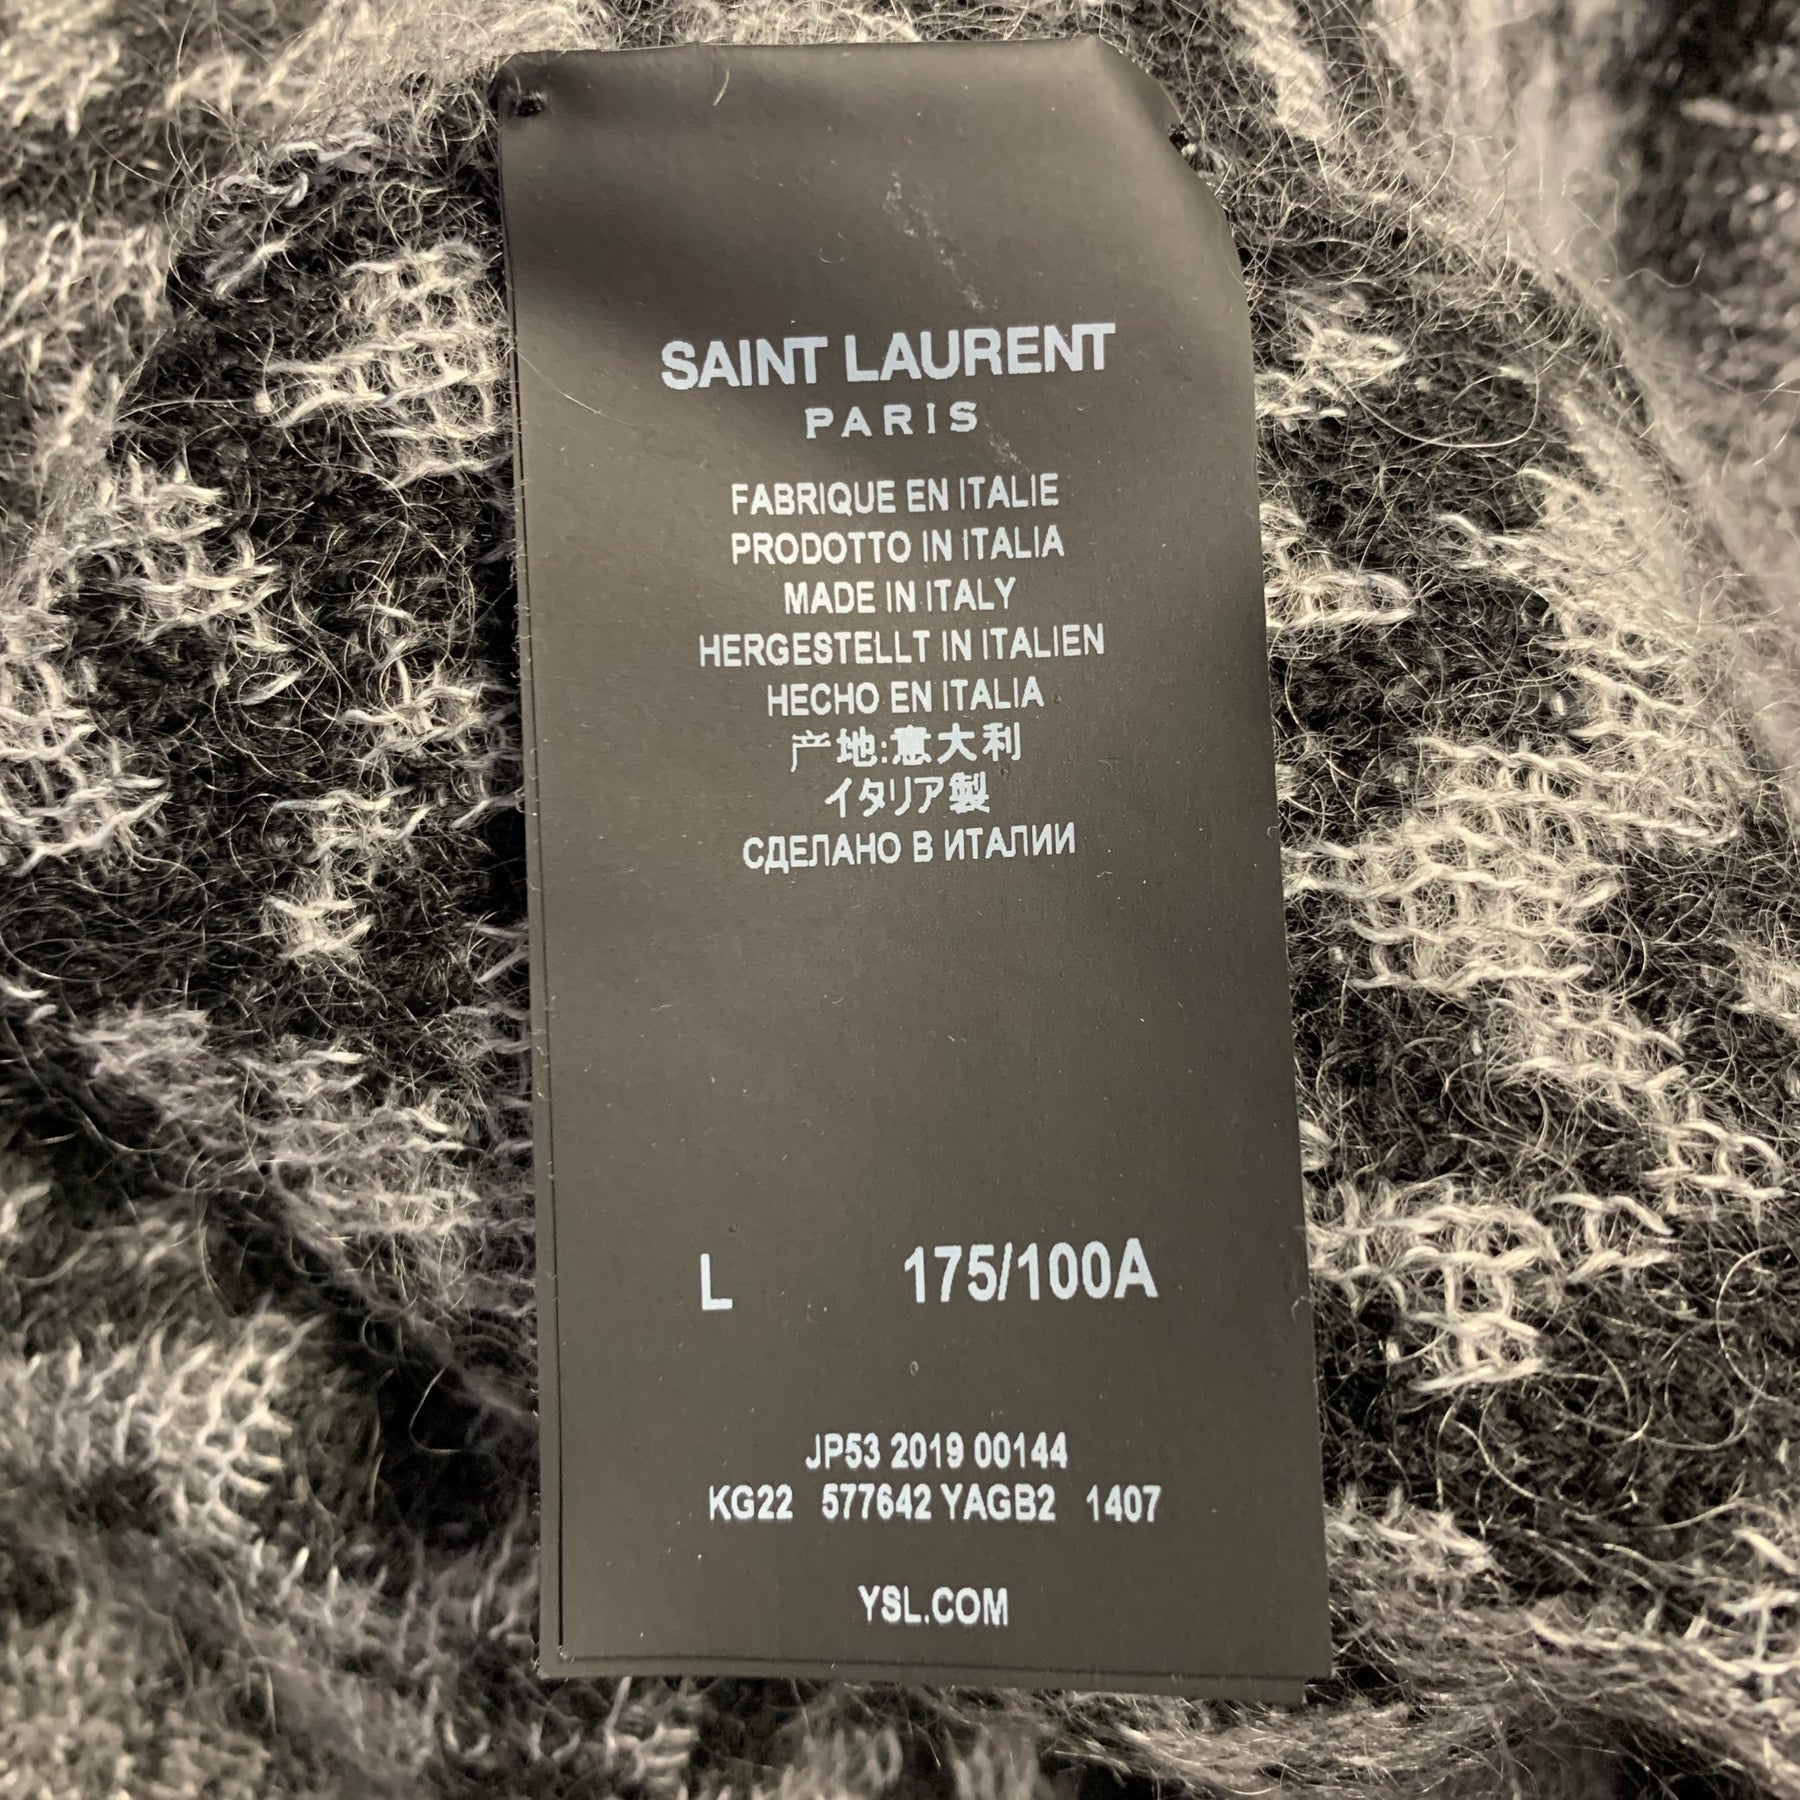 SAINT LAURENT
PARIS
FABRIQUE EN ITALIE
PRODOTTO IN ITALIA
MADE IN ITALY
HERGESTELLT IN ITALIEN
HECHO EN ITALIA
产地:意大利
イタリア製
СДЕЛАНО В ИТАЛИИ
L 175/100A
JP53 2019 00144
KG22 577642 YAGB2 1407
YSL.COM